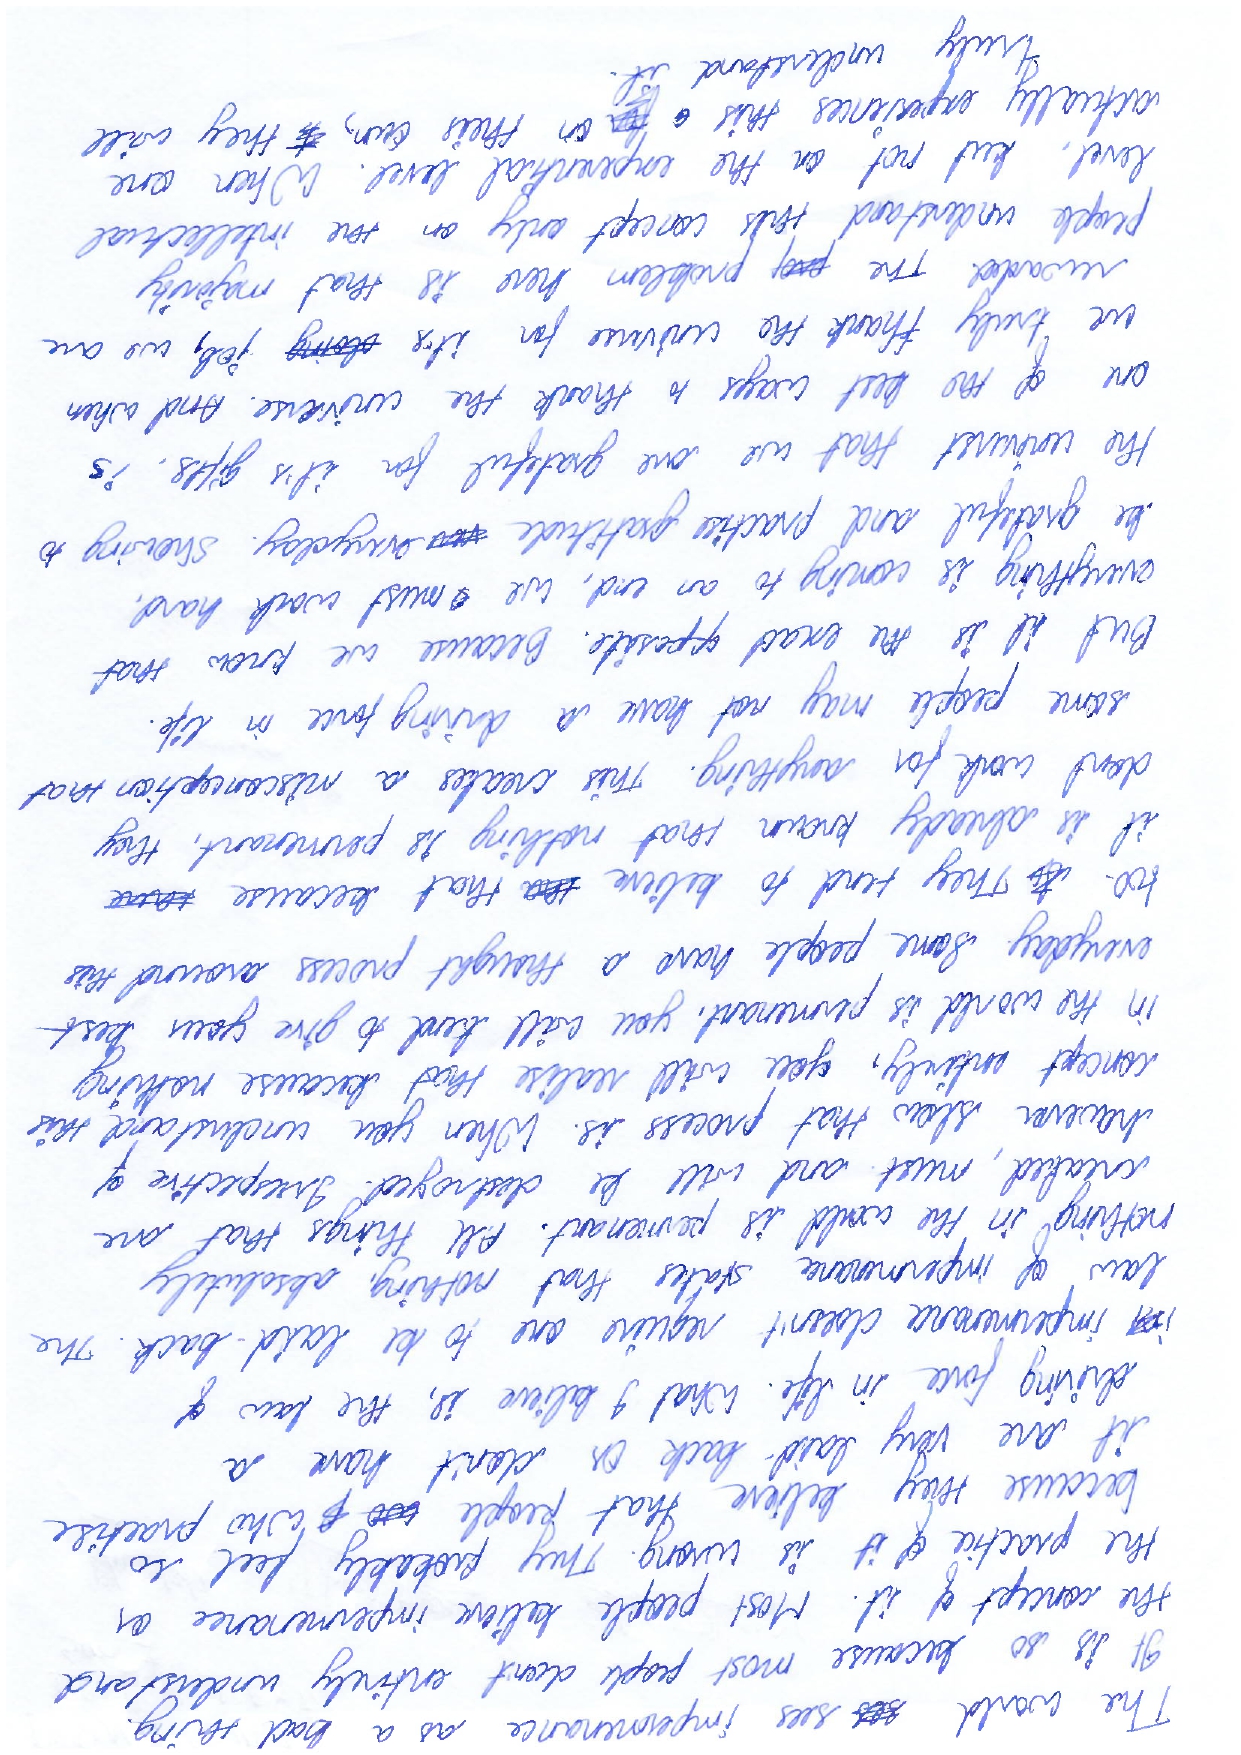 The world sees impermenance as a bad thing.
It is so because most people don't entirely understand
the concept of it. Most people believe impermenance or
the practice of it is wrong. They probably feel so
because they believe that people who practise
it are very laid-back or don't have a
driving force in life. What I believe is, the law of
impermenance doesn't require one to be laid-back. The
law of impermenance states that nothing, absolutely
nothing in the world is permenant. All things that are
created, must and will be destroyed. Irrespective of
however slow that process is. When you understand this
concept entirely, you will realise that because nothing
in the world is permenant, you will tend to give your best
everyday. Some people have a thought process around this
too. They tend to believe that because
it is already known that nothing is permenant, they
dont work for anything. This creates a misconception that
some people may not have a driving force in life.
But it is the exact opposite. Because we know that
everything is coming to an end, we must work hard,
be grateful and practise gratitude everyday. Showing to
the universe that we are grateful for it's gifts, is
one of the best ways to thank the universe. And when
we truly thank the universe for it's job, we are
rewarded. The problem here is that majority
people understand this concept only on the intellectual
level, but not on the experential level. When one
actually experiences this on their own, they will
truly understand it.